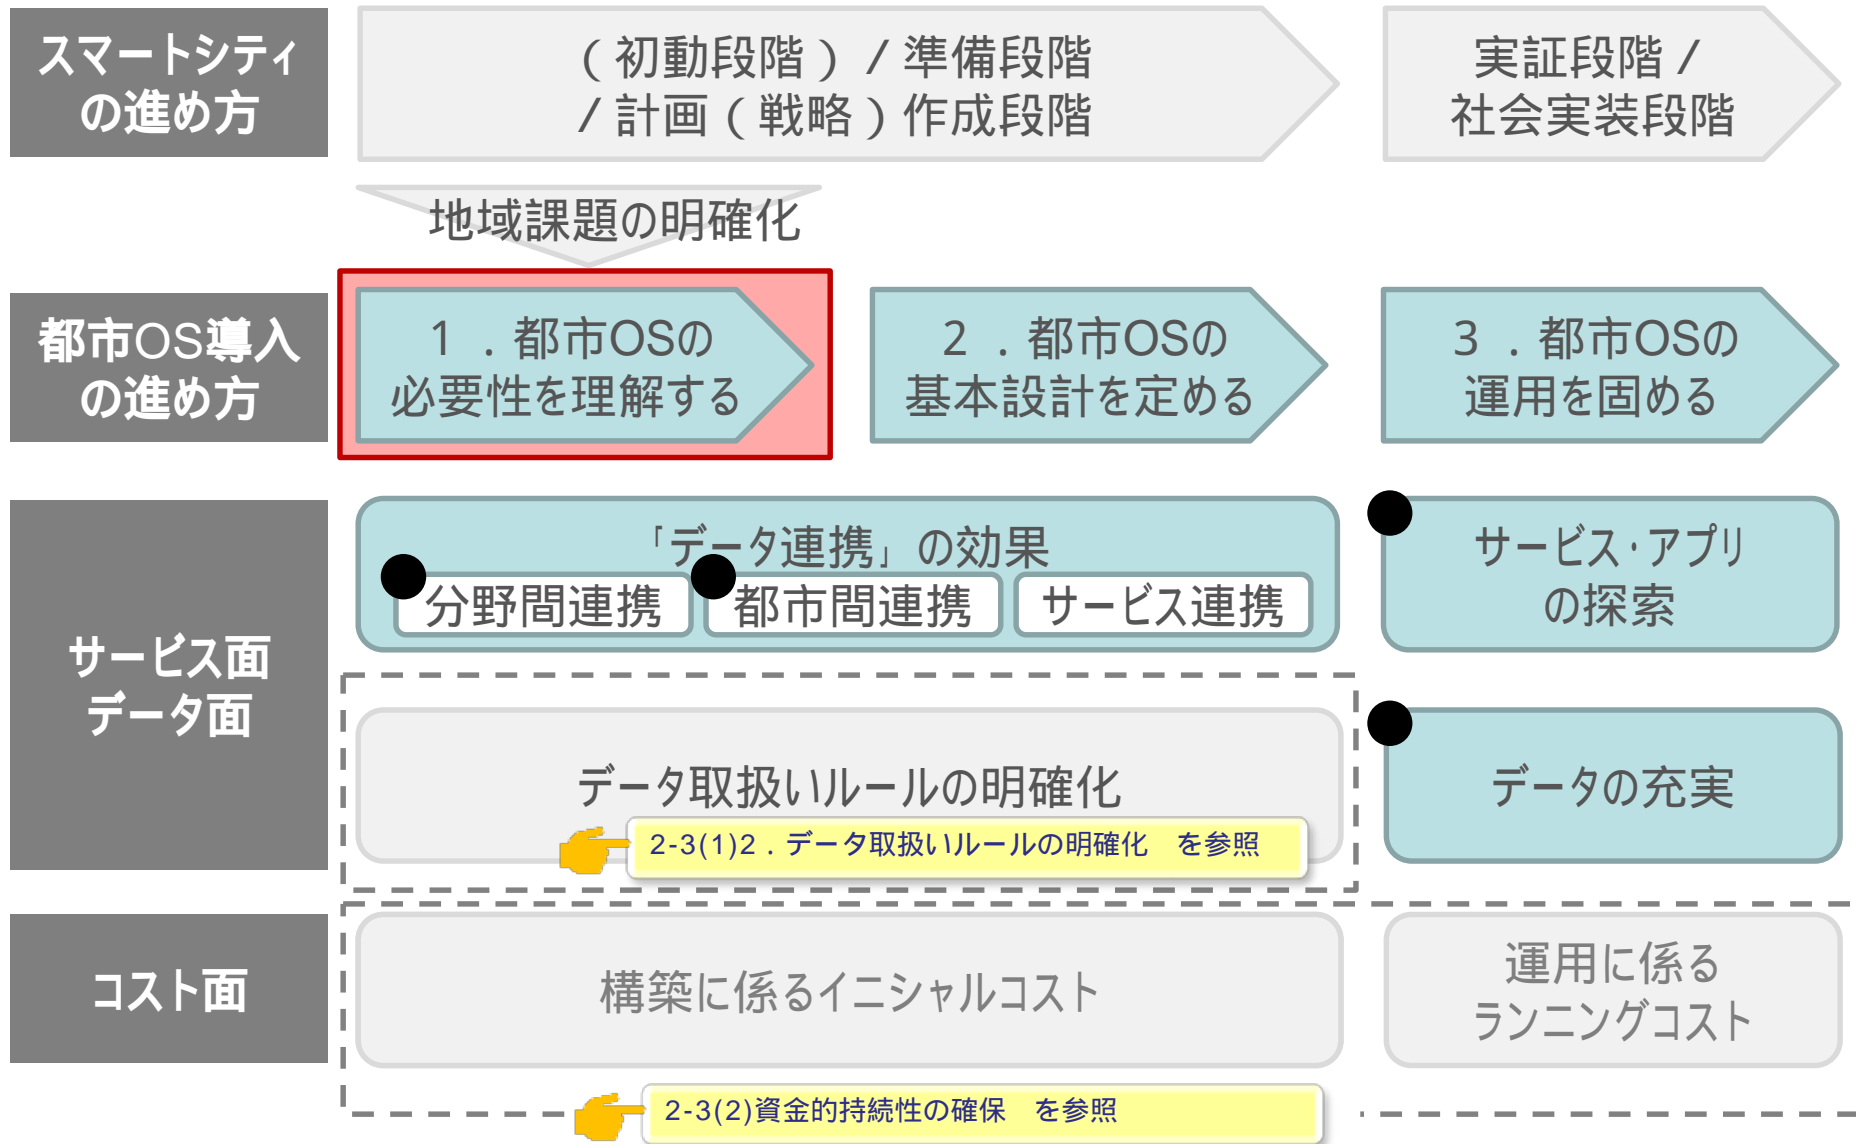 スマートシティ
の進め方
(初動段階)/準備段階
/計画(戦略)作成段階
実証段階/
社会実装段階
地域課題の明確化
都市OS導入
の進め方
1.都市OSの
必要性を理解する
2.都市OSの
基本設計を定める
3.都市OSの
運用を固める
サービス面
データ面
「データ連携」の効果
分野間連携
都市間連携
サービス連携
サービス・アプリ
の探索
データ取扱いルールの明確化
2-3(1)2.データ取扱いルールの明確化 を参照
データの充実
コスト面
構築に係るイニシャルコスト
運用に係る
ランニングコスト
2-3(2)資金的持続性の確保 を参照